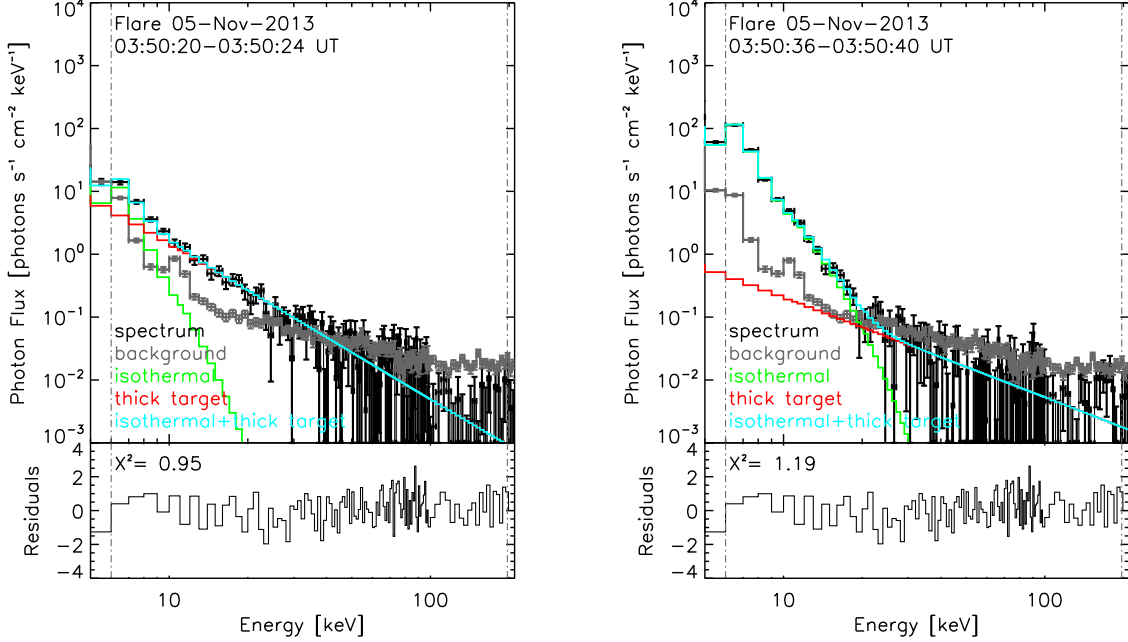 Flare 05-Nov-2013
03:50:20-03:50:24 UT
10⁴
10³
10²
10¹
10⁰
10⁻¹
10⁻²
10⁻³
Photon Flux [photons s⁻¹ cm⁻² keV⁻¹]
spectrum
background
isothermal
thick target
isothermal+thick target
X²= 0.95
4
2
0
-2
-4
Residuals
10
100
Energy [keV]
Flare 05-Nov-2013
03:50:36-03:50:40 UT
10⁴
10³
10²
10¹
10⁰
10⁻¹
10⁻²
10⁻³
Photon Flux [photons s⁻¹ cm⁻² keV⁻¹]
spectrum
background
isothermal
thick target
isothermal+thick target
X²= 1.19
4
2
0
-2
-4
Residuals
10
100
Energy [keV]